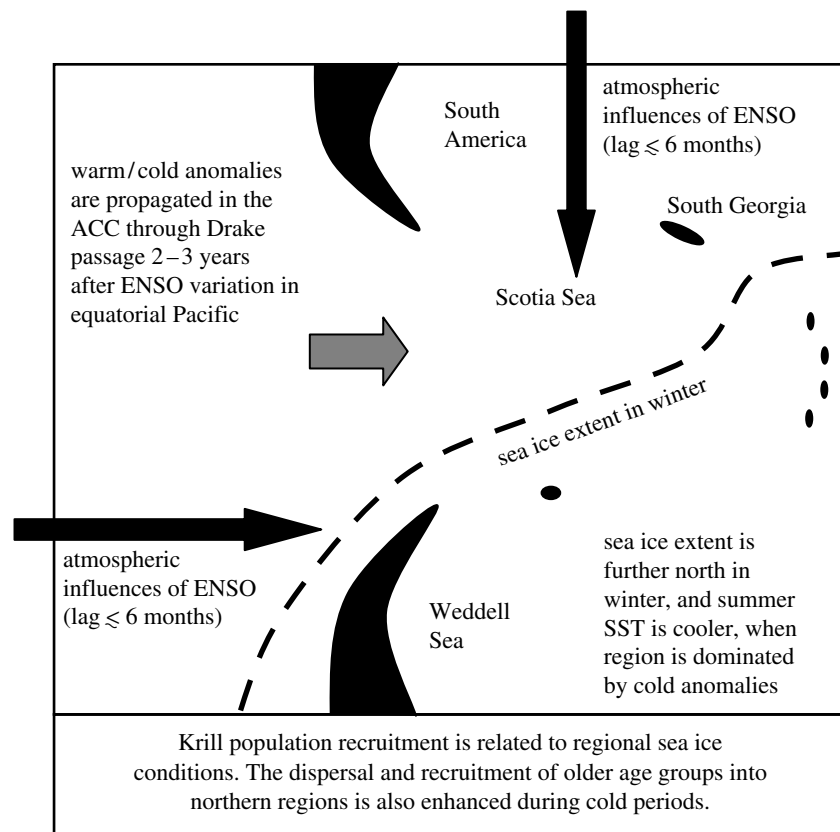 atmospheric
influences of ENSO
(lag ⪅ 6 months)
South
America
warm/cold anomalies
are propagated in the
ACC through Drake
passage 2–3 years
after ENSO variation in
equatorial Pacific
South Georgia
Scotia Sea
sea ice extent in winter
atmospheric
influences of ENSO
(lag ⪅ 6 months)
Weddell
Sea
sea ice extent is
further north in
winter, and summer
SST is cooler, when
region is dominated
by cold anomalies
Krill population recruitment is related to regional sea ice
conditions. The dispersal and recruitment of older age groups into
northern regions is also enhanced during cold periods.